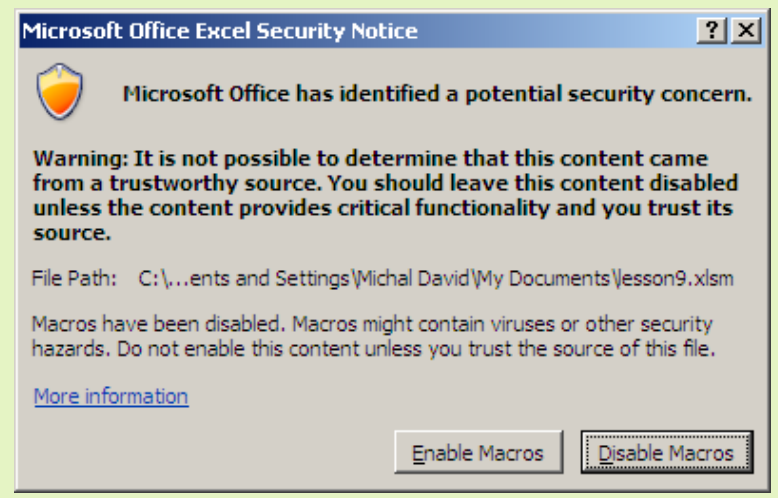 Microsoft Office Excel Security Notice
Microsoft Office has identified a potential security concern.
Warning: It is not possible to determine that this content came
from a trustworthy source. You should leave this content disabled
unless the content provides critical functionality and you trust its
source.
File Path: C:\...ents and Settings\Michal David\My Documents\lesson9.xlsm
Macros have been disabled. Macros might contain viruses or other security
hazards. Do not enable this content unless you trust the source of this file.
More information
Enable Macros Disable Macros